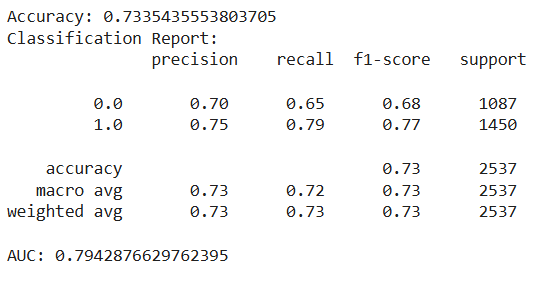 Accuracy: 0.7335435553803705
Classification Report:
              precision    recall  f1-score   support

         0.0       0.70      0.65      0.68      1087
         1.0       0.75      0.79      0.77      1450

    accuracy                           0.73      2537
   macro avg       0.73      0.72      0.73      2537
weighted avg       0.73      0.73      0.73      2537

AUC: 0.7942876629762395